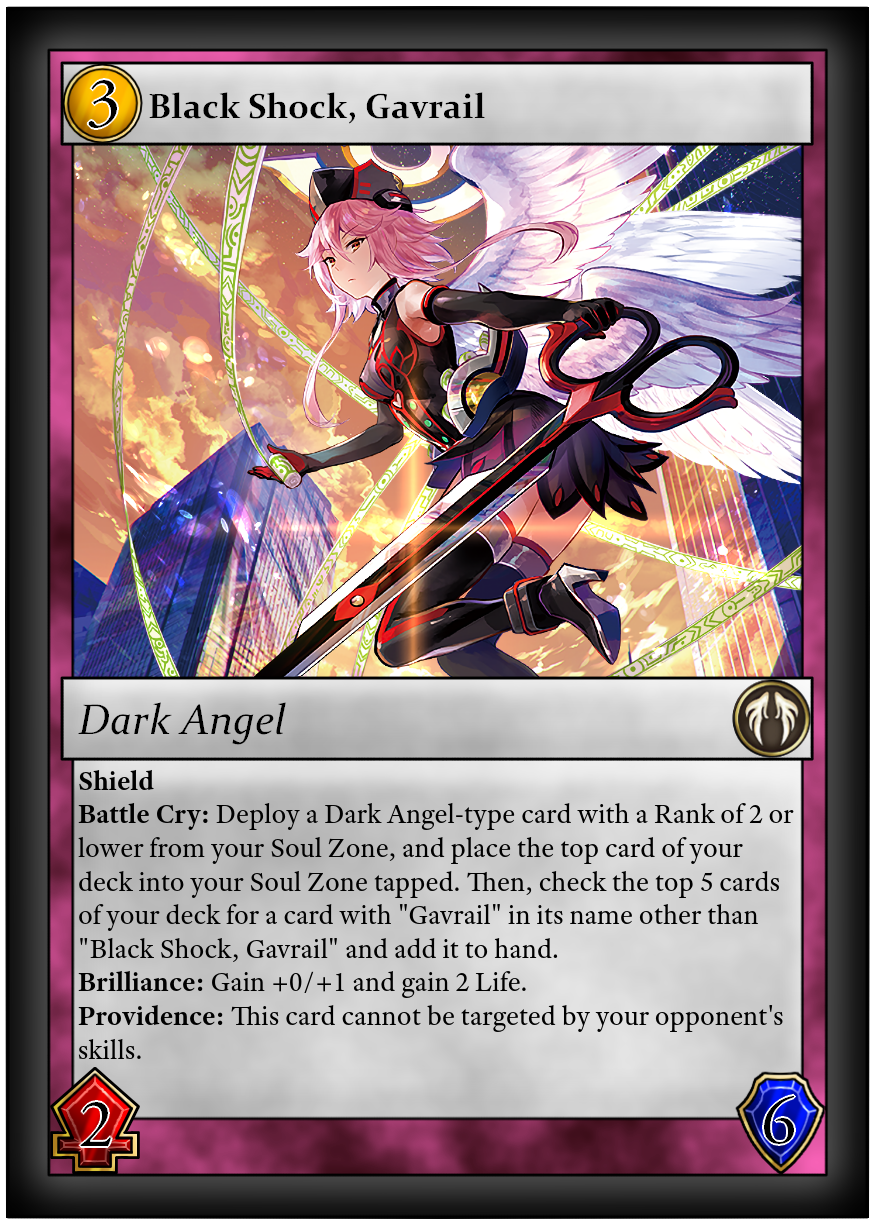 3 Black Shock, Gavrail
Dark Angel
Shield
Battle Cry: Deploy a Dark Angel-type card with a Rank of 2 or
lower from your Soul Zone, and place the top card of your
deck into your Soul Zone tapped. Then, check the top 5 cards
of your deck for a card with "Gavrail" in its name other than
"Black Shock, Gavrail" and add it to hand.
Brilliance: Gain +0/+1 and gain 2 Life.
Providence: This card cannot be targeted by your opponent's
skills.
2 6